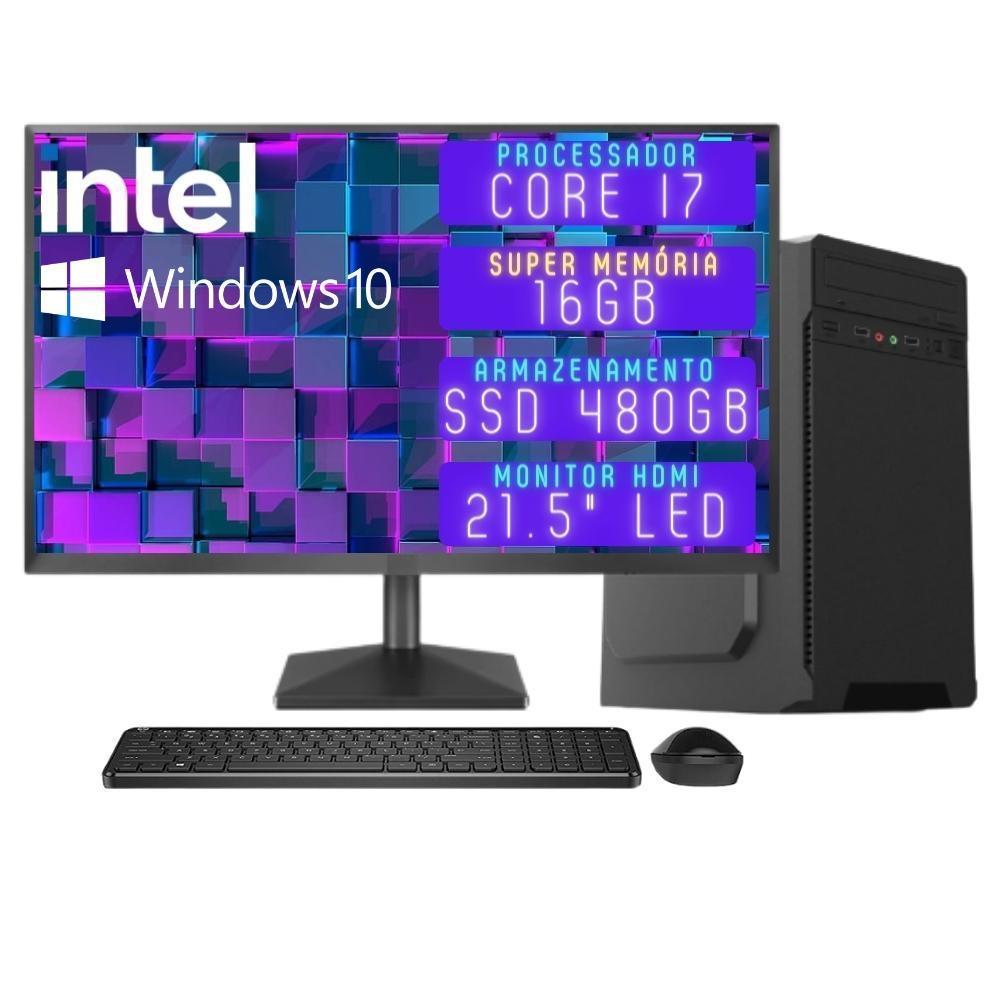 intel
Windows 10
PROCESSADOR
CORE I7
SUPER MEMÓRIA
16GB
ARMAZENAMENTO
SSD 480GB
MONITOR HDMI
21.5" LED